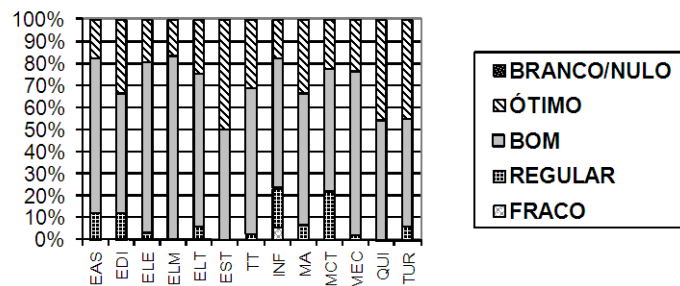 100%
90%
80%
70%
60%
50%
40%
30%
20%
10%
0%
EAS
EDI
ELE
ELM
ELT
EST
TT
INF
MA
MCT
MEC
QUI
TUR
BRANCO/NULO
ÓTIMO
BOM
REGULAR
FRACO